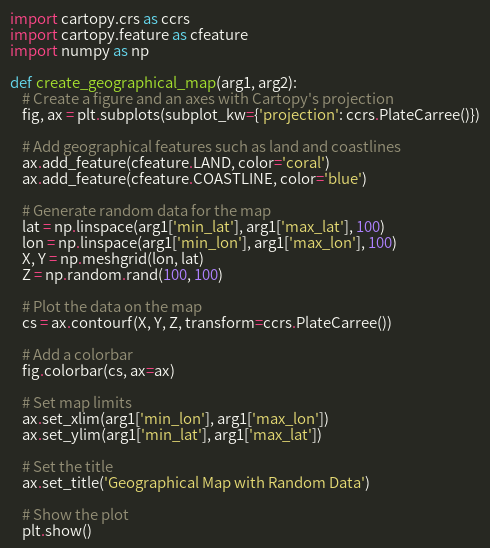 import cartopy.crs as ccrs
import cartopy.feature as cfeature
import numpy as np

def create_geographical_map(arg1, arg2):
    # Create a figure and an axes with Cartopy's projection
    fig, ax = plt.subplots(subplot_kw={'projection': ccrs.PlateCarree()})

    # Add geographical features such as land and coastlines
    ax.add_feature(cfeature.LAND, color='coral')
    ax.add_feature(cfeature.COASTLINE, color='blue')

    # Generate random data for the map
    lat = np.linspace(arg1['min_lat'], arg1['max_lat'], 100)
    lon = np.linspace(arg1['min_lon'], arg1['max_lon'], 100)
    X, Y = np.meshgrid(lon, lat)
    Z = np.random.rand(100, 100)

    # Plot the data on the map
    cs = ax.contourf(X, Y, Z, transform=ccrs.PlateCarree())

    # Add a colorbar
    fig.colorbar(cs, ax=ax)

    # Set map limits
    ax.set_xlim(arg1['min_lon'], arg1['max_lon'])
    ax.set_ylim(arg1['min_lat'], arg1['max_lat'])

    # Set the title
    ax.set_title('Geographical Map with Random Data')

    # Show the plot
    plt.show()